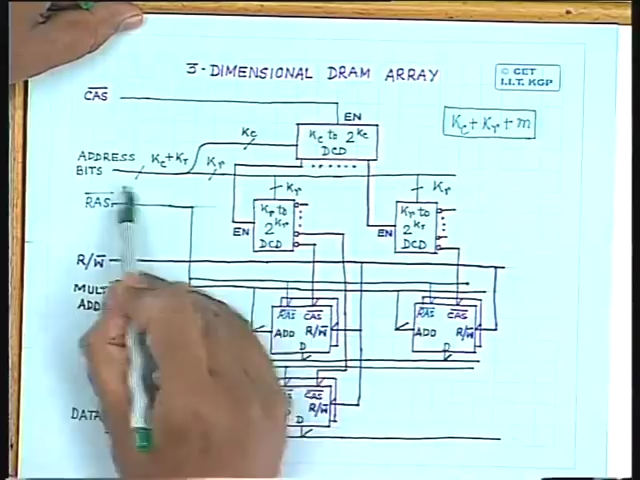 3-DIMENSIONAL DRAM ARRAY
© CET
I.I.T. KGP
CAS
EN
Kc+Kr+m
Kc
Kc to 2^Kc
DCD
ADDRESS
BITS
Kc+Kr
Kr
Kr
Kr
RAS
Kr to
2^Kr
DCD
EN
Kr to
2^Kr
DCD
EN
R/W
MULT
ADD
RAS CAS
ADD R/W
D
RAS CAS
ADD R/W
D
CAS
R/W
D
DATA